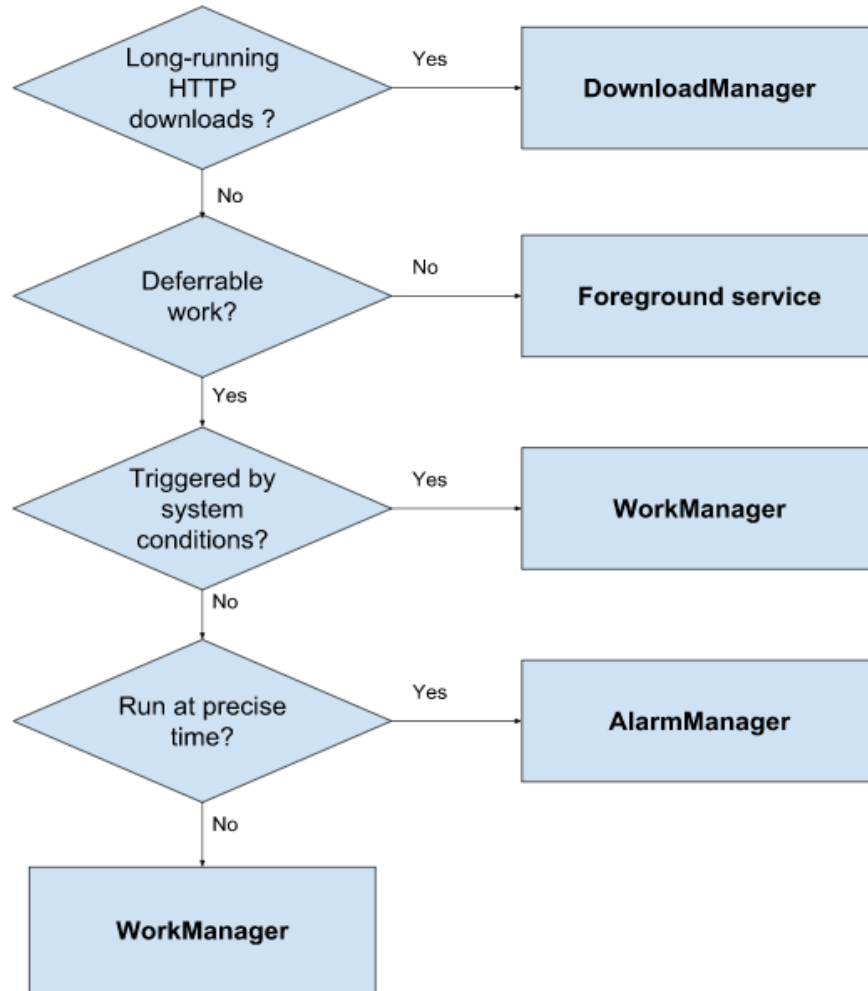 Long-running
HTTP
downloads ?
Yes
DownloadManager
No
Deferrable
work?
No
Foreground service
Yes
Triggered by
system
conditions?
Yes
WorkManager
No
Run at precise
time?
Yes
AlarmManager
No
WorkManager